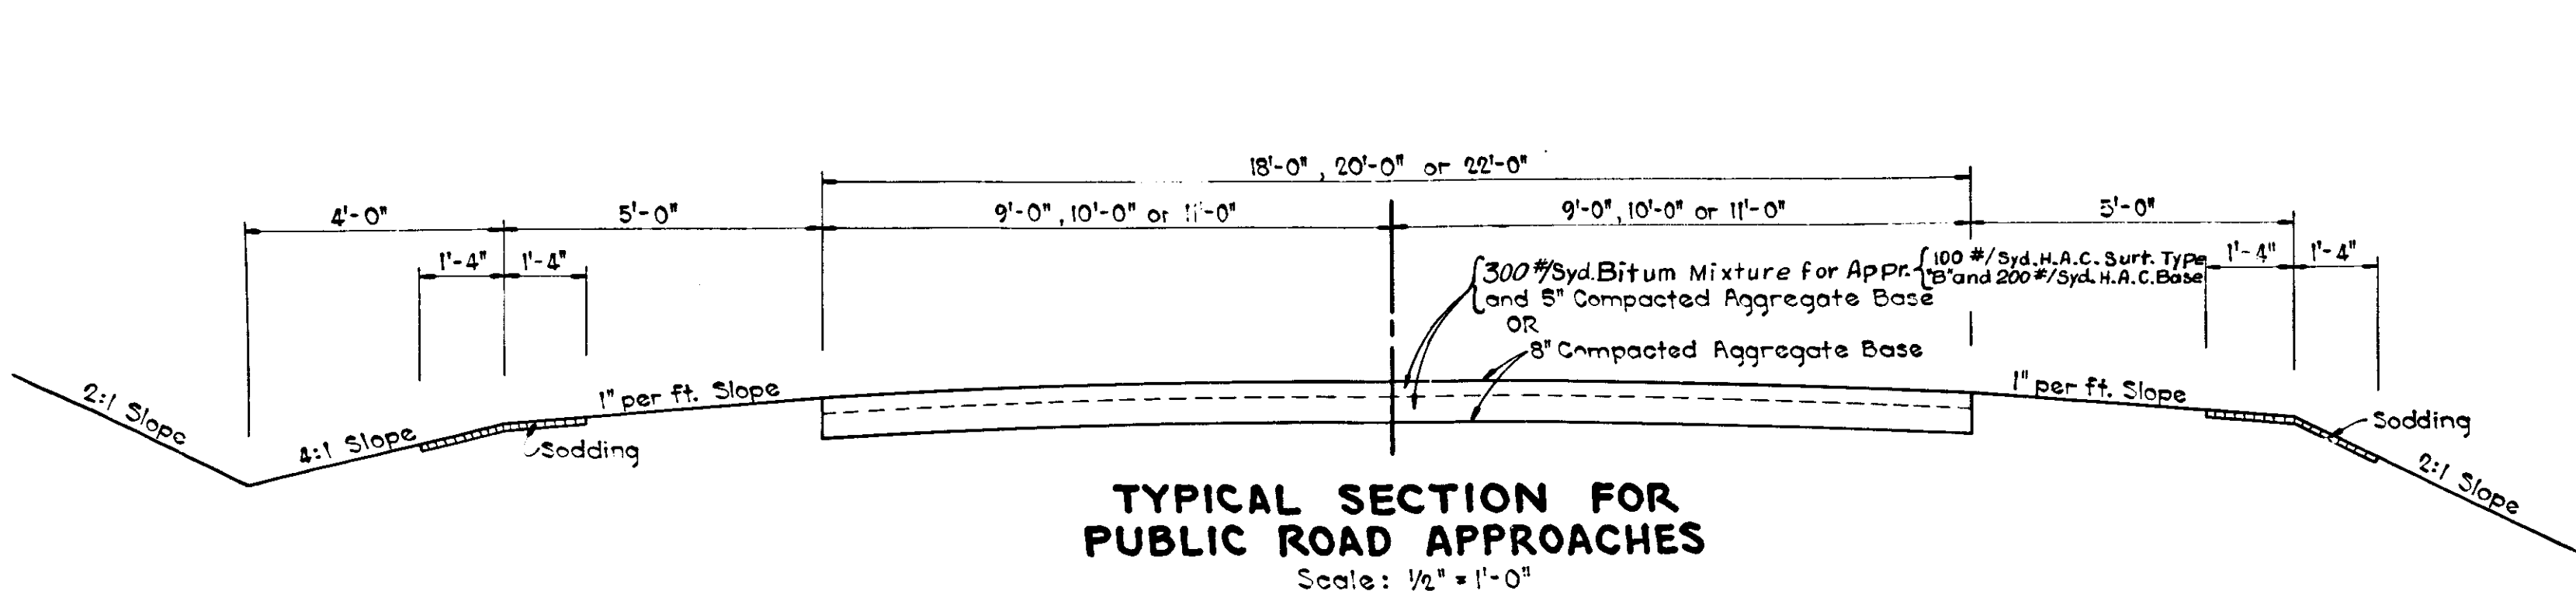 18'-0", 20'-0" or 22'-0"
4'-0"
5'-0"
9'-0", 10'-0" or 11'-0"
9'-0", 10'-0" or 11'-0"
5'-0"
1'-4"
1'-4"
300 #/Syd. Bitum Mixture for Appr.
100 #/Syd. H.A.C. Surf. Type
"B" and 200 #/Syd. H.A.C. Base
and 5" Compacted Aggregate Base
OR
8" Compacted Aggregate Base
1'-4"
1'-4"
2:1 Slope
4:1 Slope
Sodding
1" per ft. Slope
1" per ft. Slope
Sodding
2:1 Slope
TYPICAL SECTION FOR
PUBLIC ROAD APPROACHES
Scale: 1/2" = 1'-0"